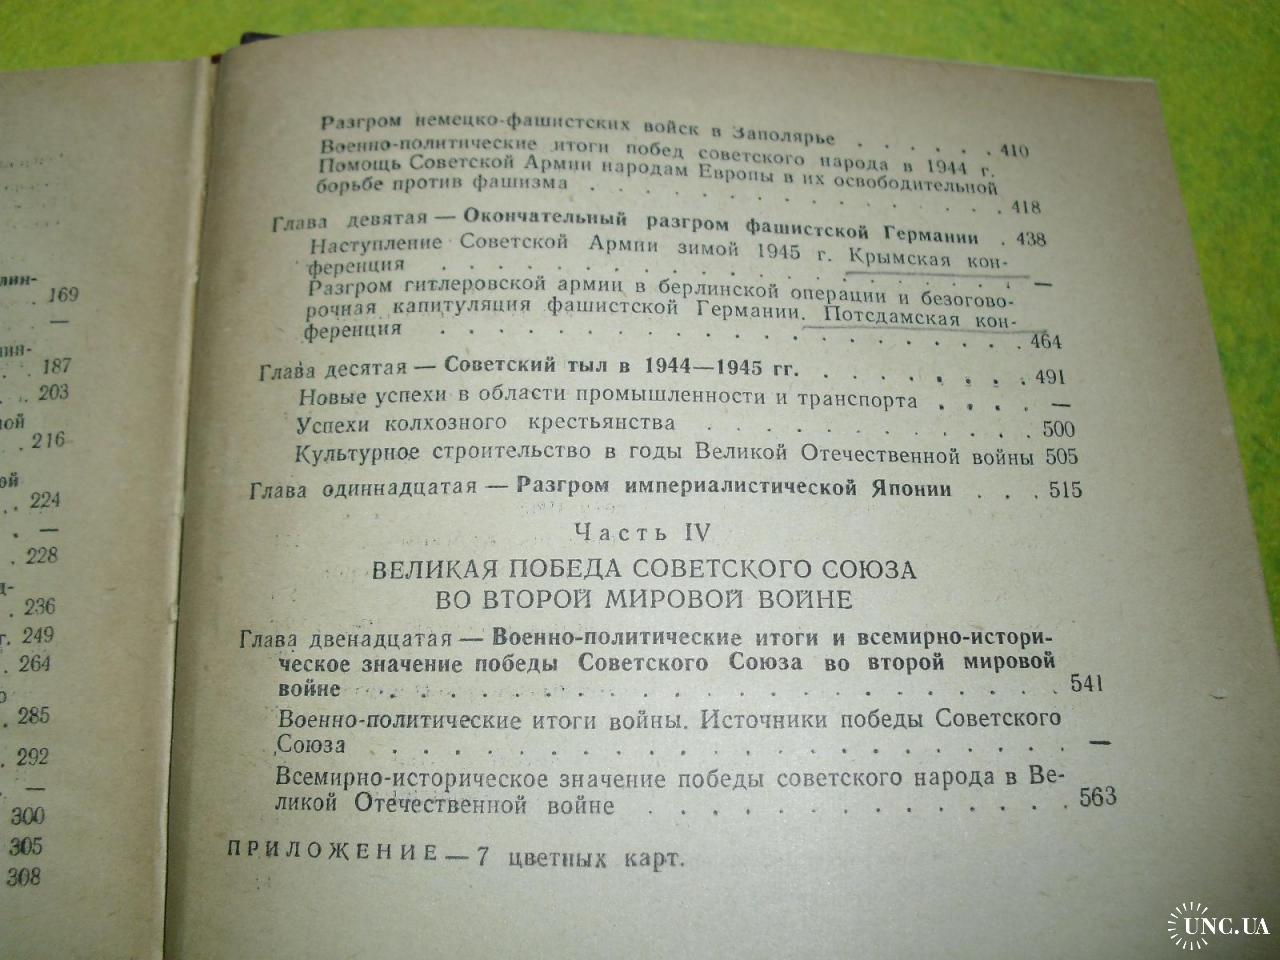 лин-
. 169
—
нин-
. 187
. . 203
ной
. 216
ой
. . 224
. —
. 228
д-
. 236
г. 249
. 264
о
. 285
. 292
. —
300
305
308
Разгром немецко-фашистских войск в Заполярье . . . . . . 410
Военно-политические итоги побед советского народа в 1944 г.
Помощь Советской Армии народам Европы в их освободительной
борьбе против фашизма . . . . . . . . . . . . . 418
Глава девятая — Окончательный разгром фашистской Германии . 438
Наступление Советской Армии зимой 1945 г. Крымская кон-
ференция . . . . . . . . . . . . . . . . —
Разгром гитлеровской армии в берлинской операции и безогово-
рочная капитуляция фашистской Германии. Потсдамская кон-
ференция . . . . . . . . . . . . . . . . 464
Глава десятая — Советский тыл в 1944—1945 гг. . . . . . . . 491
Новые успехи в области промышленности и транспорта . . . . —
Успехи колхозного крестьянства . . . . . . . . . . . 500
Культурное строительство в годы Великой Отечественной войны 505
Глава одиннадцатая — Разгром империалистической Японии . . . 515
Часть IV
ВЕЛИКАЯ ПОБЕДА СОВЕТСКОГО СОЮЗА
ВО ВТОРОЙ МИРОВОЙ ВОЙНЕ
Глава двенадцатая — Военно-политические итоги и всемирно-истори-
ческое значение победы Советского Союза во второй мировой
войне . . . . . . . . . . . . . . . . . . 541
Военно-политические итоги войны. Источники победы Советского
Союза . . . . . . . . . . . . . . . . . —
Всемирно-историческое значение победы советского народа в Ве-
ликой Отечественной войне . . . . . . . . . . . . 563
ПРИЛОЖЕНИЕ — 7 цветных карт.
UNC.UA